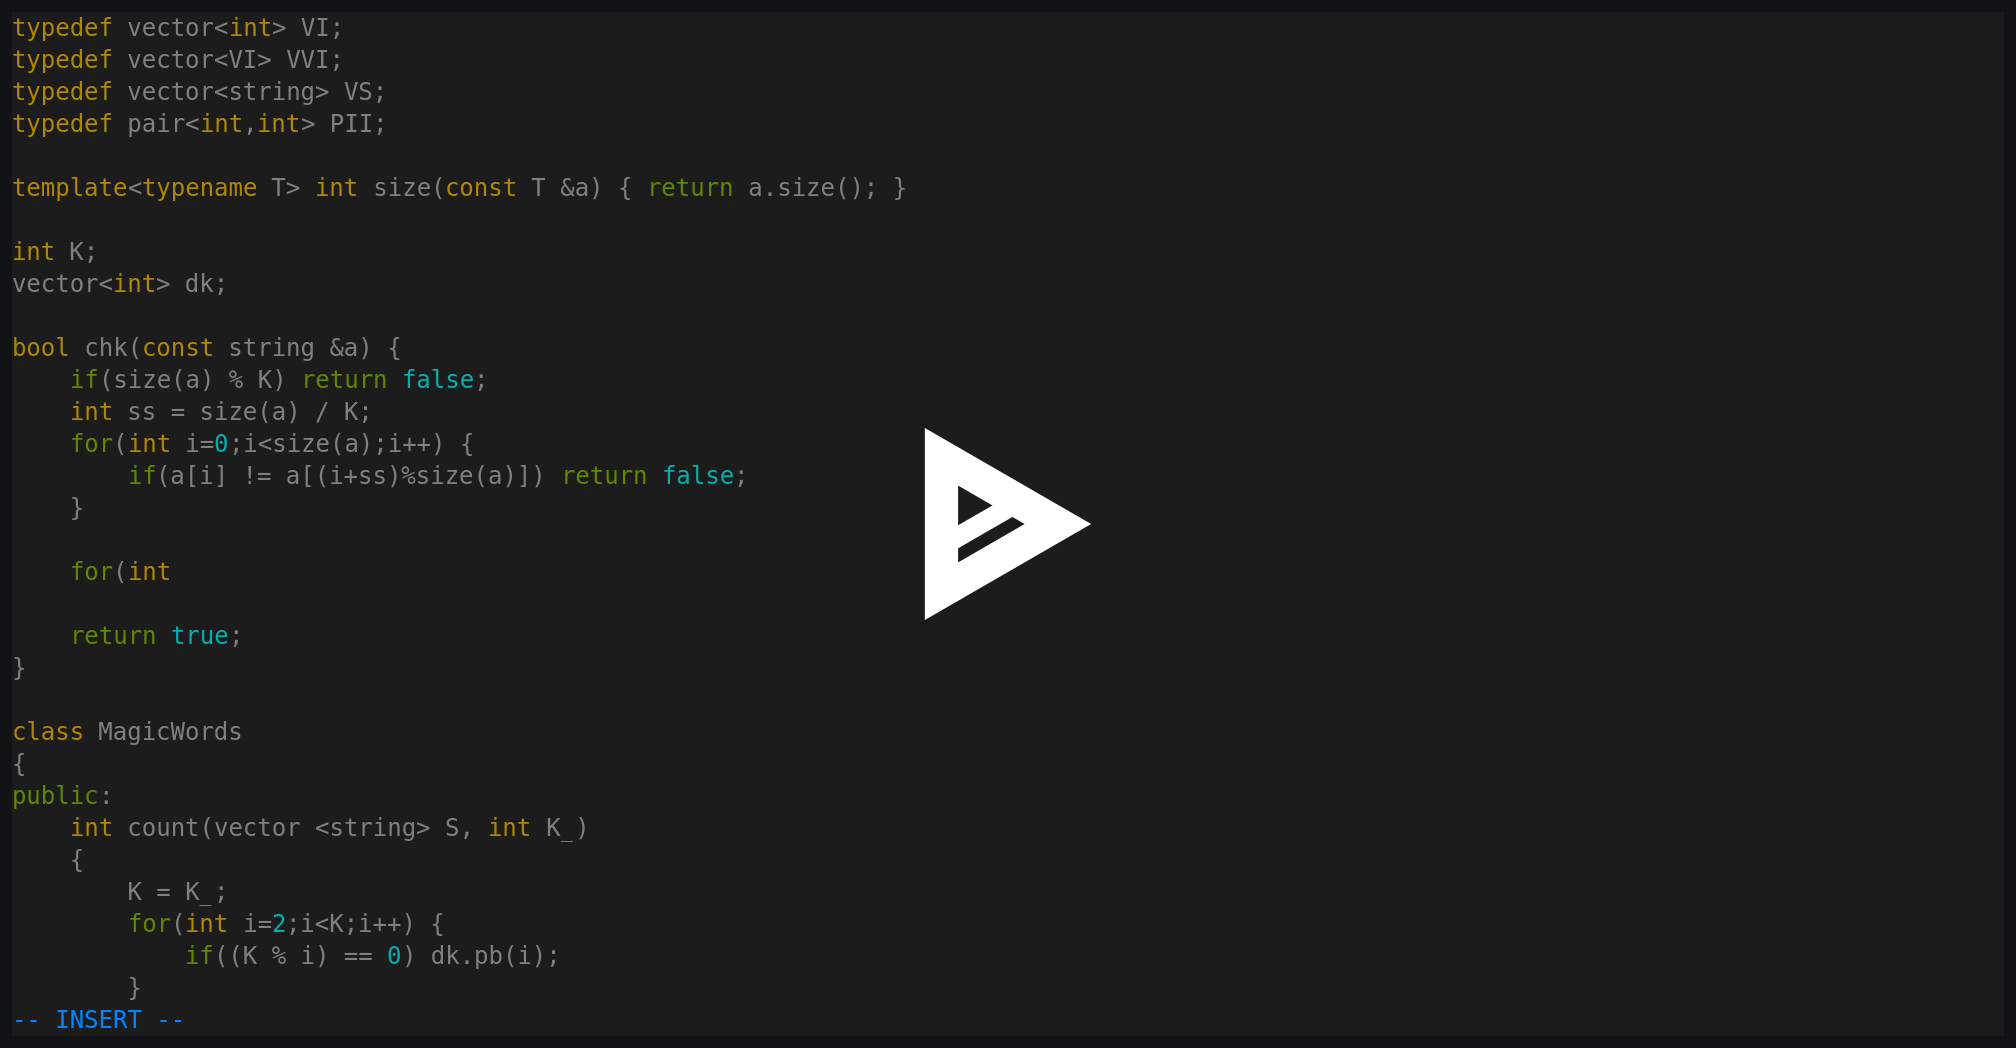 typedef vector<int> VI;
typedef vector<VI> VVI;
typedef vector<string> VS;
typedef pair<int,int> PII;

template<typename T> int size(const T &a) { return a.size(); }

int K;
vector<int> dk;

bool chk(const string &a) {
    if(size(a) % K) return false;
    int ss = size(a) / K;
    for(int i=0;i<size(a);i++) {
        if(a[i] != a[(i+ss)%size(a)]) return false;
    }

    for(int

    return true;
}

class MagicWords
{
public:
    int count(vector <string> S, int K_)
    {
        K = K_;
        for(int i=2;i<K;i++) {
            if((K % i) == 0) dk.pb(i);
        }
-- INSERT --